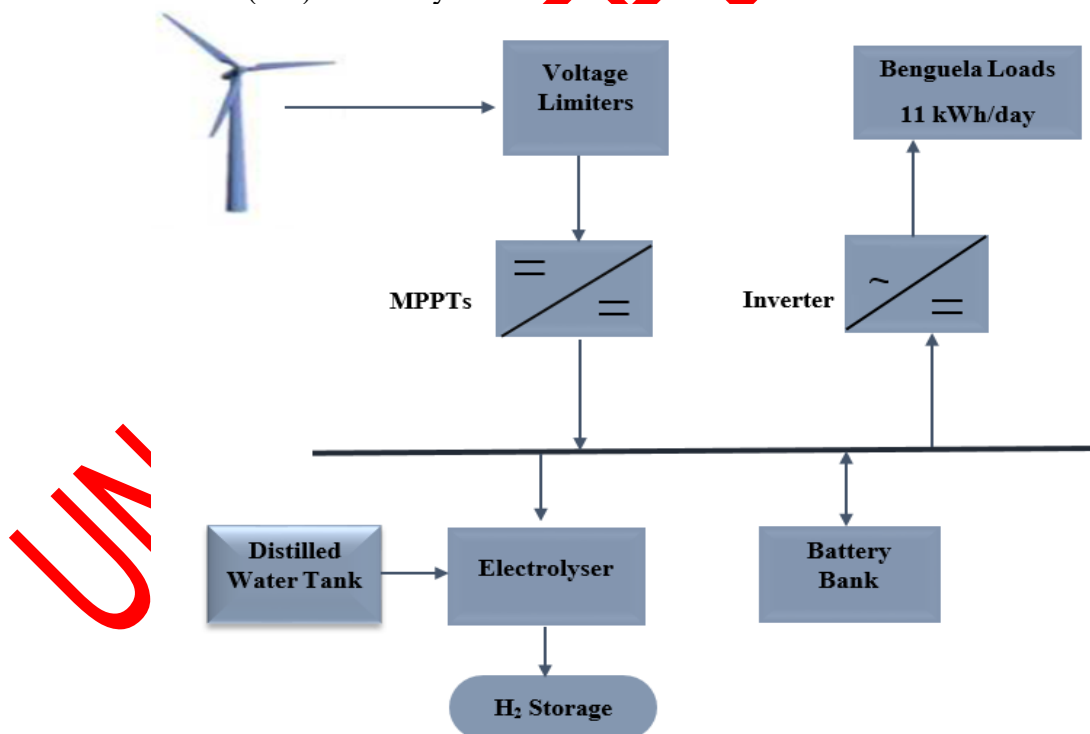 Voltage
Limiters
Benguela Loads
11 kWh/day
MPPTs
Inverter
~
Distilled
Water Tank
Electrolyser
Battery
Bank
H₂ Storage